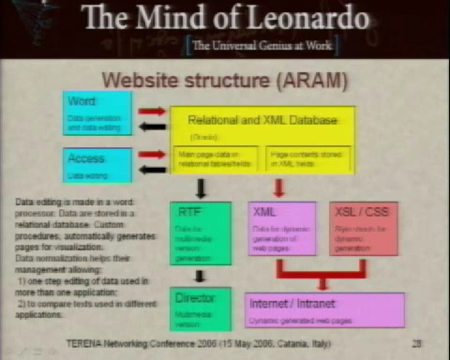 The Mind of Leonardo
[The Universal Genius at Work]
Website structure (ARAM)
Word:
Data generation
and data editing
Access:
Data editing
Relational and XML Database
(Oracle):
Main page data in
relational tables/fields:
Page contents stored
in XML fields:
Data editing is made in a word
processor. Data are stored in a
relational database. Custom
procedures, automatically generates
pages for visualization.
Data normalization helps their
management allowing:
1) one step editing of data used in
more than one application;
2) to compare texts used in different
applications.
RTF
Data for
multimedia
version
generation
XML
Data for dynamic
generation of
web pages
XSL / CSS
Style sheets for
dynamic
generation
Director
Multimedia
version
Internet / Intranet
Dynamic generated web pages
TERENA Networking Conference 2006 (15 May 2006, Catania, Italy)
28